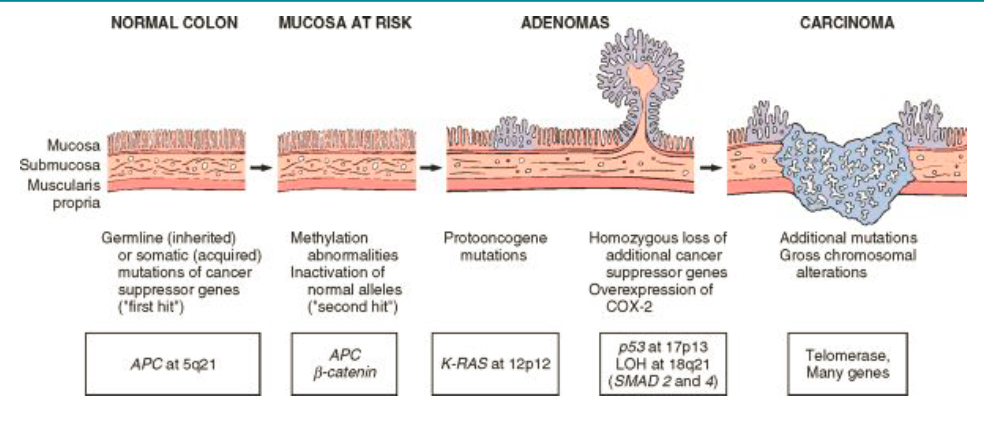 NORMAL COLON
MUCOSA AT RISK
ADENOMAS
CARCINOMA
Mucosa
Submucosa
Muscularis
propria
Germline (inherited)
or somatic (acquired)
mutations of cancer
suppressor genes
("first hit")
Methylation
abnormalities
Inactivation of
normal alleles
("second hit")
Protooncogene
mutations
Homozygous loss of
additional cancer
suppressor genes
Overexpression of
COX-2
Additional mutations
Gross chromosomal
alterations
APC at 5q21
APC
β-catenin
K-RAS at 12p12
p53 at 17p13
LOH at 18q21
(SMAD 2 and 4)
Telomerase,
Many genes